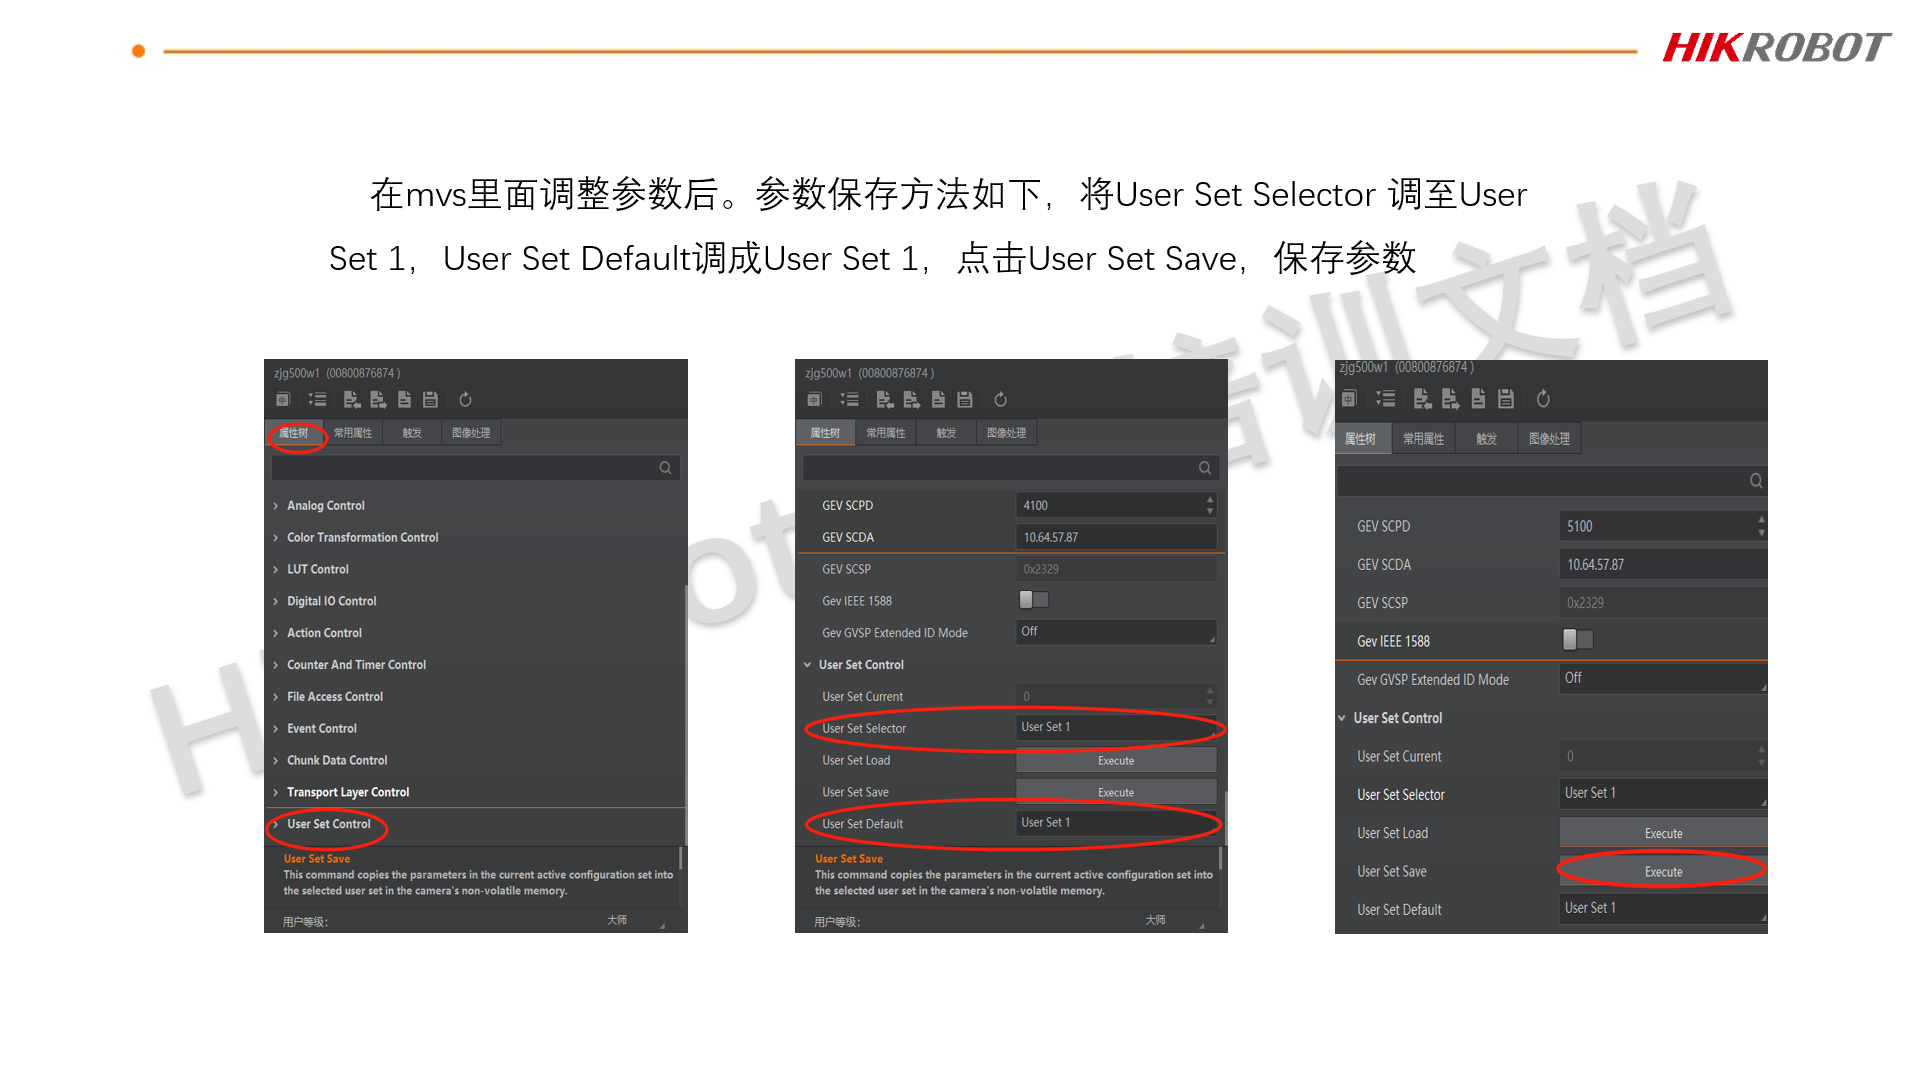 HIKROBOT
在mvs里面调整参数后。参数保存方法如下，将User Set Selector 调至User
Set 1，User Set Default调成User Set 1，点击User Set Save，保存参数
zjg500w1 (00800876874 )
属性树 常用属性 触发 图像处理
Analog Control
Color Transformation Control
LUT Control
Digital IO Control
Action Control
Counter And Timer Control
File Access Control
Event Control
Chunk Data Control
Transport Layer Control
User Set Control
User Set Save
This command copies the parameters in the current active configuration set into
the selected user set in the camera's non-volatile memory.
用户等级： 大师
zjg500w1 (00800876874 )
属性树 常用属性 触发 图像处理
GEV SCPD 4100
GEV SCDA 10.64.57.87
GEV SCSP 0x2329
Gev IEEE 1588
Gev GVSP Extended ID Mode Off
User Set Control
User Set Current 0
User Set Selector User Set 1
User Set Load Execute
User Set Save Execute
User Set Default User Set 1
User Set Save
This command copies the parameters in the current active configuration set into
the selected user set in the camera's non-volatile memory.
用户等级： 大师
zjg500w1 (00800876874 )
属性树 常用属性 触发 图像处理
GEV SCPD 5100
GEV SCDA 10.64.57.87
GEV SCSP 0x2329
Gev IEEE 1588
Gev GVSP Extended ID Mode Off
User Set Control
User Set Current 0
User Set Selector User Set 1
User Set Load Execute
User Set Save Execute
User Set Default User Set 1
培训文档